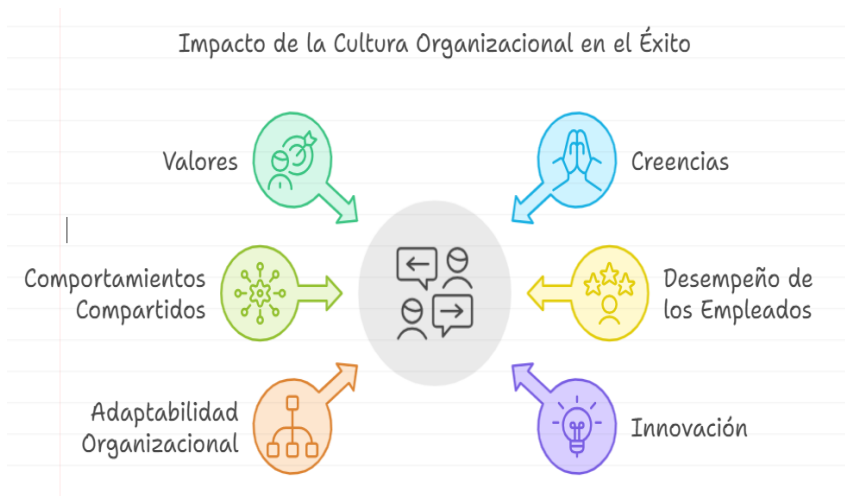 Impacto de la Cultura Organizacional en el Éxito
Valores
Creencias
Comportamientos
Compartidos
Desempeño de
los Empleados
Adaptabilidad
Organizacional
Innovación